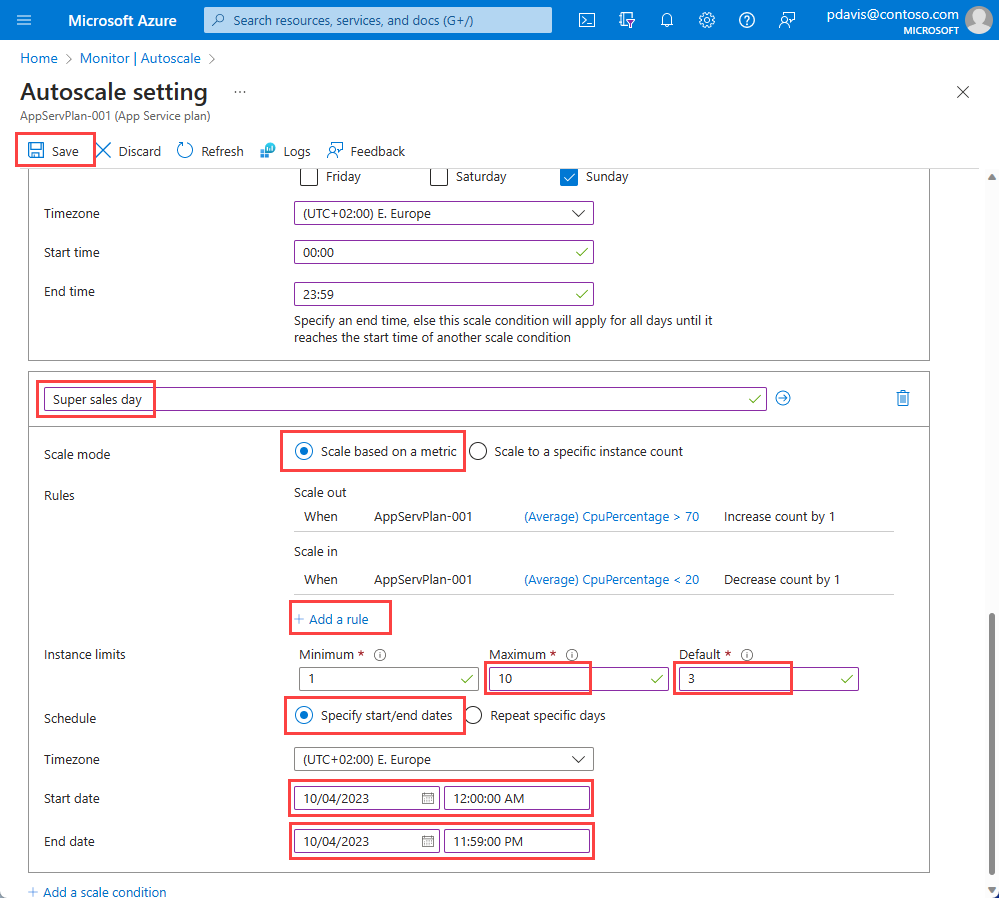 Microsoft Azure
Search resources, services, and docs (G+/)
pdavis@contoso.com
MICROSOFT
Home > Monitor | Autoscale >
Autoscale setting ...
AppServPlan-001 (App Service plan)
Save Discard Refresh Logs Feedback
Friday Saturday Sunday
Timezone (UTC+02:00) E. Europe
Start time 00:00
End time 23:59
Specify an end time, else this scale condition will apply for all days until it
reaches the start time of another scale condition
Super sales day
Scale mode Scale based on a metric Scale to a specific instance count
Rules
Scale out
When AppServPlan-001 (Average) CpuPercentage > 70 Increase count by 1
Scale in
When AppServPlan-001 (Average) CpuPercentage < 20 Decrease count by 1
+ Add a rule
Instance limits Minimum * Maximum * Default *
1 10 3
Schedule Specify start/end dates Repeat specific days
Timezone (UTC+02:00) E. Europe
Start date 10/04/2023 12:00:00 AM
End date 10/04/2023 11:59:00 PM
+ Add a scale condition